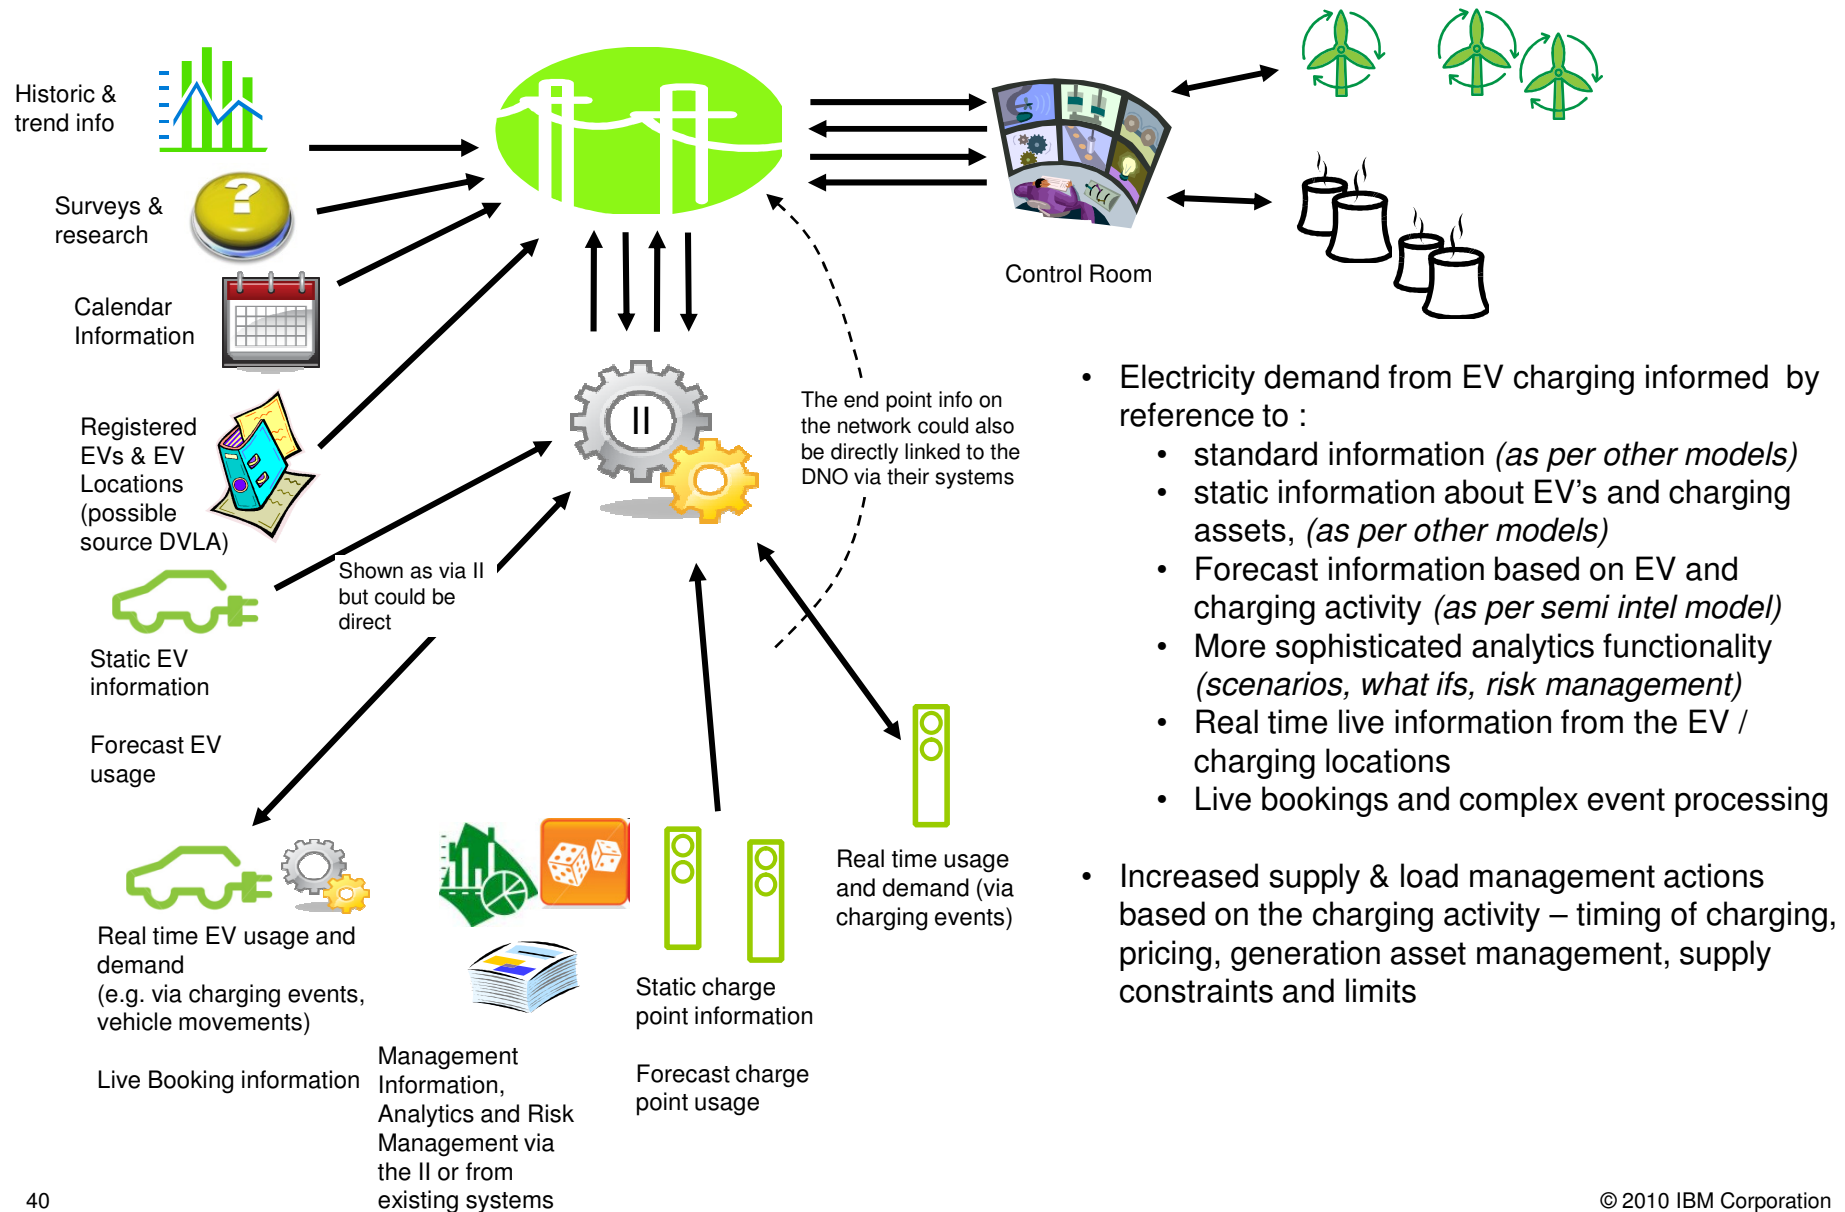 Historic &
trend info
Surveys &
research
Calendar
Information
Registered
EVs & EV
Locations
(possible
source DVLA)
Static EV
information
Forecast EV
usage
Shown as via II
but could be
direct
II
The end point info on
the network could also
be directly linked to the
DNO via their systems
Control Room
Real time EV usage and
demand
(e.g. via charging events,
vehicle movements)
Live Booking information
Management
Information,
Analytics and Risk
Management via
the II or from
existing systems
Static charge
point information
Forecast charge
point usage
Real time usage
and demand (via
charging events)
• Electricity demand from EV charging informed by
reference to :
• standard information (as per other models)
• static information about EV’s and charging
assets, (as per other models)
• Forecast information based on EV and
charging activity (as per semi intel model)
• More sophisticated analytics functionality
(scenarios, what ifs, risk management)
• Real time live information from the EV /
charging locations
• Live bookings and complex event processing
• Increased supply & load management actions
based on the charging activity – timing of charging,
pricing, generation asset management, supply
constraints and limits
40
© 2010 IBM Corporation